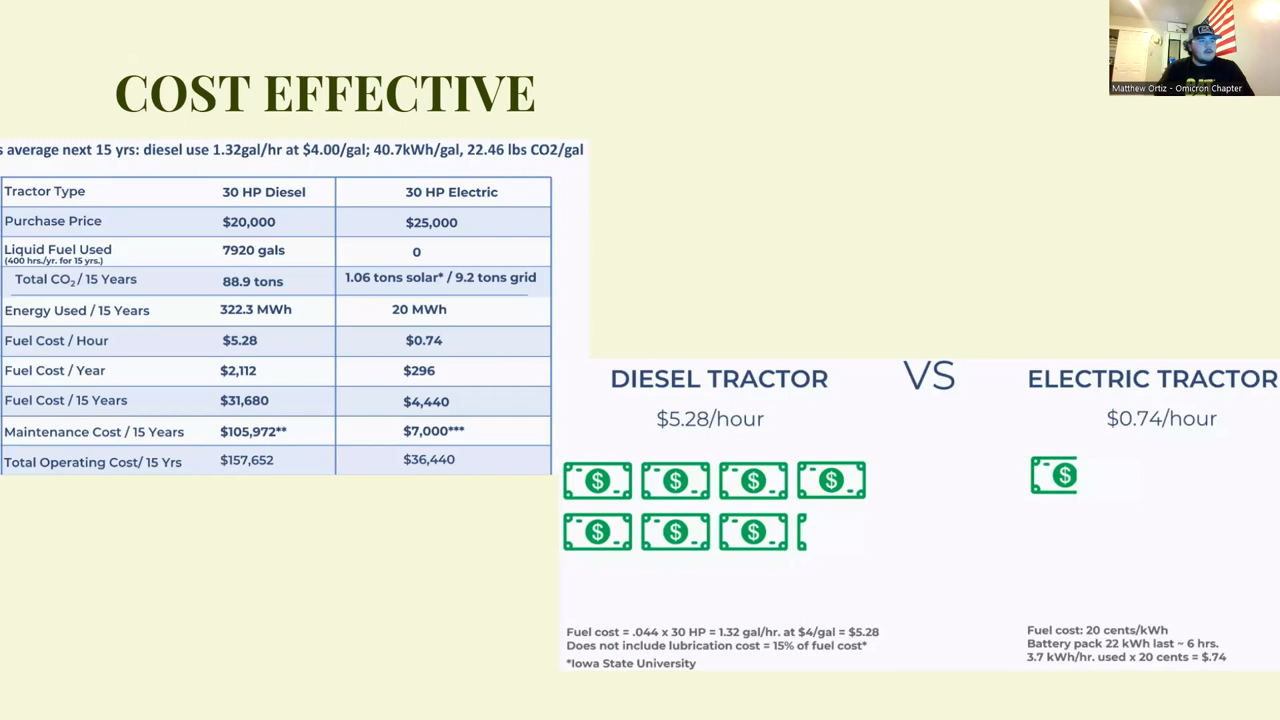 COST EFFECTIVE
s average next 15 yrs: diesel use 1.32gal/hr at $4.00/gal; 40.7kWh/gal, 22.46 lbs CO2/gal
Tractor Type 30 HP Diesel 30 HP Electric
Purchase Price $20,000 $25,000
Liquid Fuel Used 7920 gals 0
(400 hrs./yr. for 15 yrs.)
Total CO₂ / 15 Years 88.9 tons 1.06 tons solar* / 9.2 tons grid
Energy Used / 15 Years 322.3 MWh 20 MWh
Fuel Cost / Hour $5.28 $0.74
Fuel Cost / Year $2,112 $296
Fuel Cost / 15 Years $31,680 $4,440
Maintenance Cost / 15 Years $105,972** $7,000***
Total Operating Cost/ 15 Yrs $157,652 $36,440
DIESEL TRACTOR VS ELECTRIC TRACTOR
$5.28/hour $0.74/hour
Fuel cost = .044 x 30 HP = 1.32 gal/hr. at $4/gal = $5.28
Does not include lubrication cost = 15% of fuel cost*
*Iowa State University
Fuel cost: 20 cents/kWh
Battery pack 22 kWh last ~ 6 hrs.
3.7 kWh/hr. used x 20 cents = $.74
Matthew Ortiz - Omicron Chapter